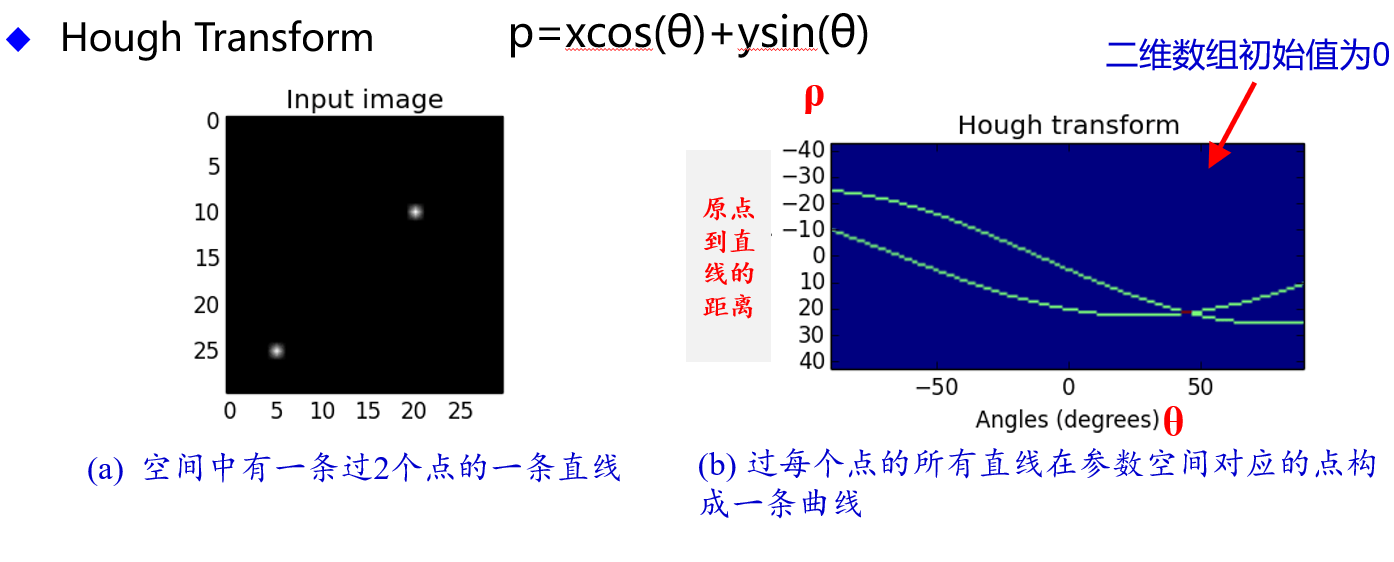 ◆ Hough Transform p=xcos(θ)+ysin(θ)
二维数组初始值为0
Input image
0
5
10
15
20
25
0 5 10 15 20 25
ρ
Hough transform
原点
到直
线的
距离
−40
−30
−20
−10
0
10
20
30
40
−50 0 50
Angles (degrees) θ
(a) 空间中有一条过2个点的一条直线
(b) 过每个点的所有直线在参数空间对应的点构
成一条曲线